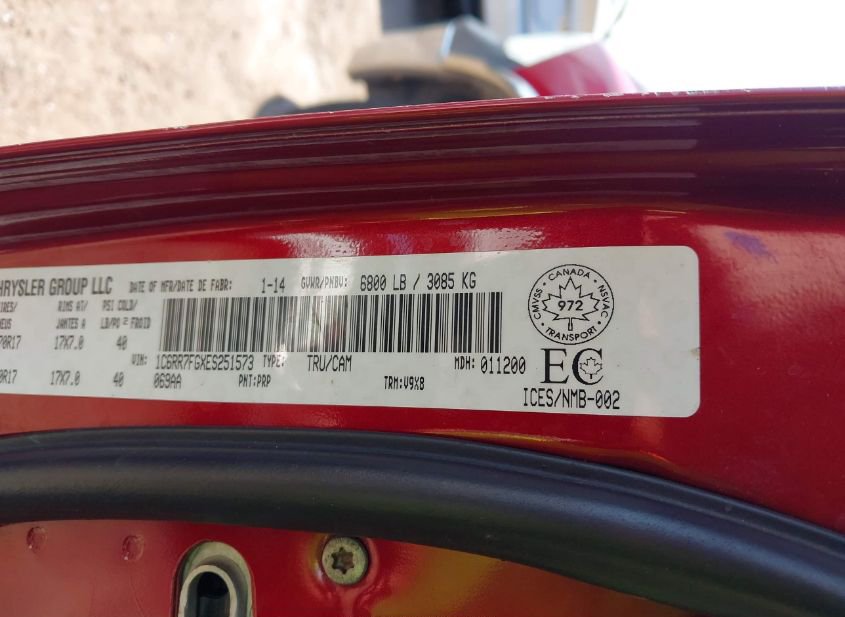 HRYSLER GROUP LLC DATE OF MFR/DATE DE FABR: 1-14 GVWR/PNBV: 6800 LB / 3085 KG
IRES/ RIMS AT/ PSI COLD/
NEUS JANTES A LB/PO² FROID
70R17 17X7.0 40
VIN: 1C6RR7FGXES251573 TYPE: TRU/CAM MDH: 011200
0R17 17X7.0 40 069AA PNT:PRP TRM:V9X8
CMVSS · CANADA · NSVAC
972
TRANSPORT
EC
ICES/NMB-002